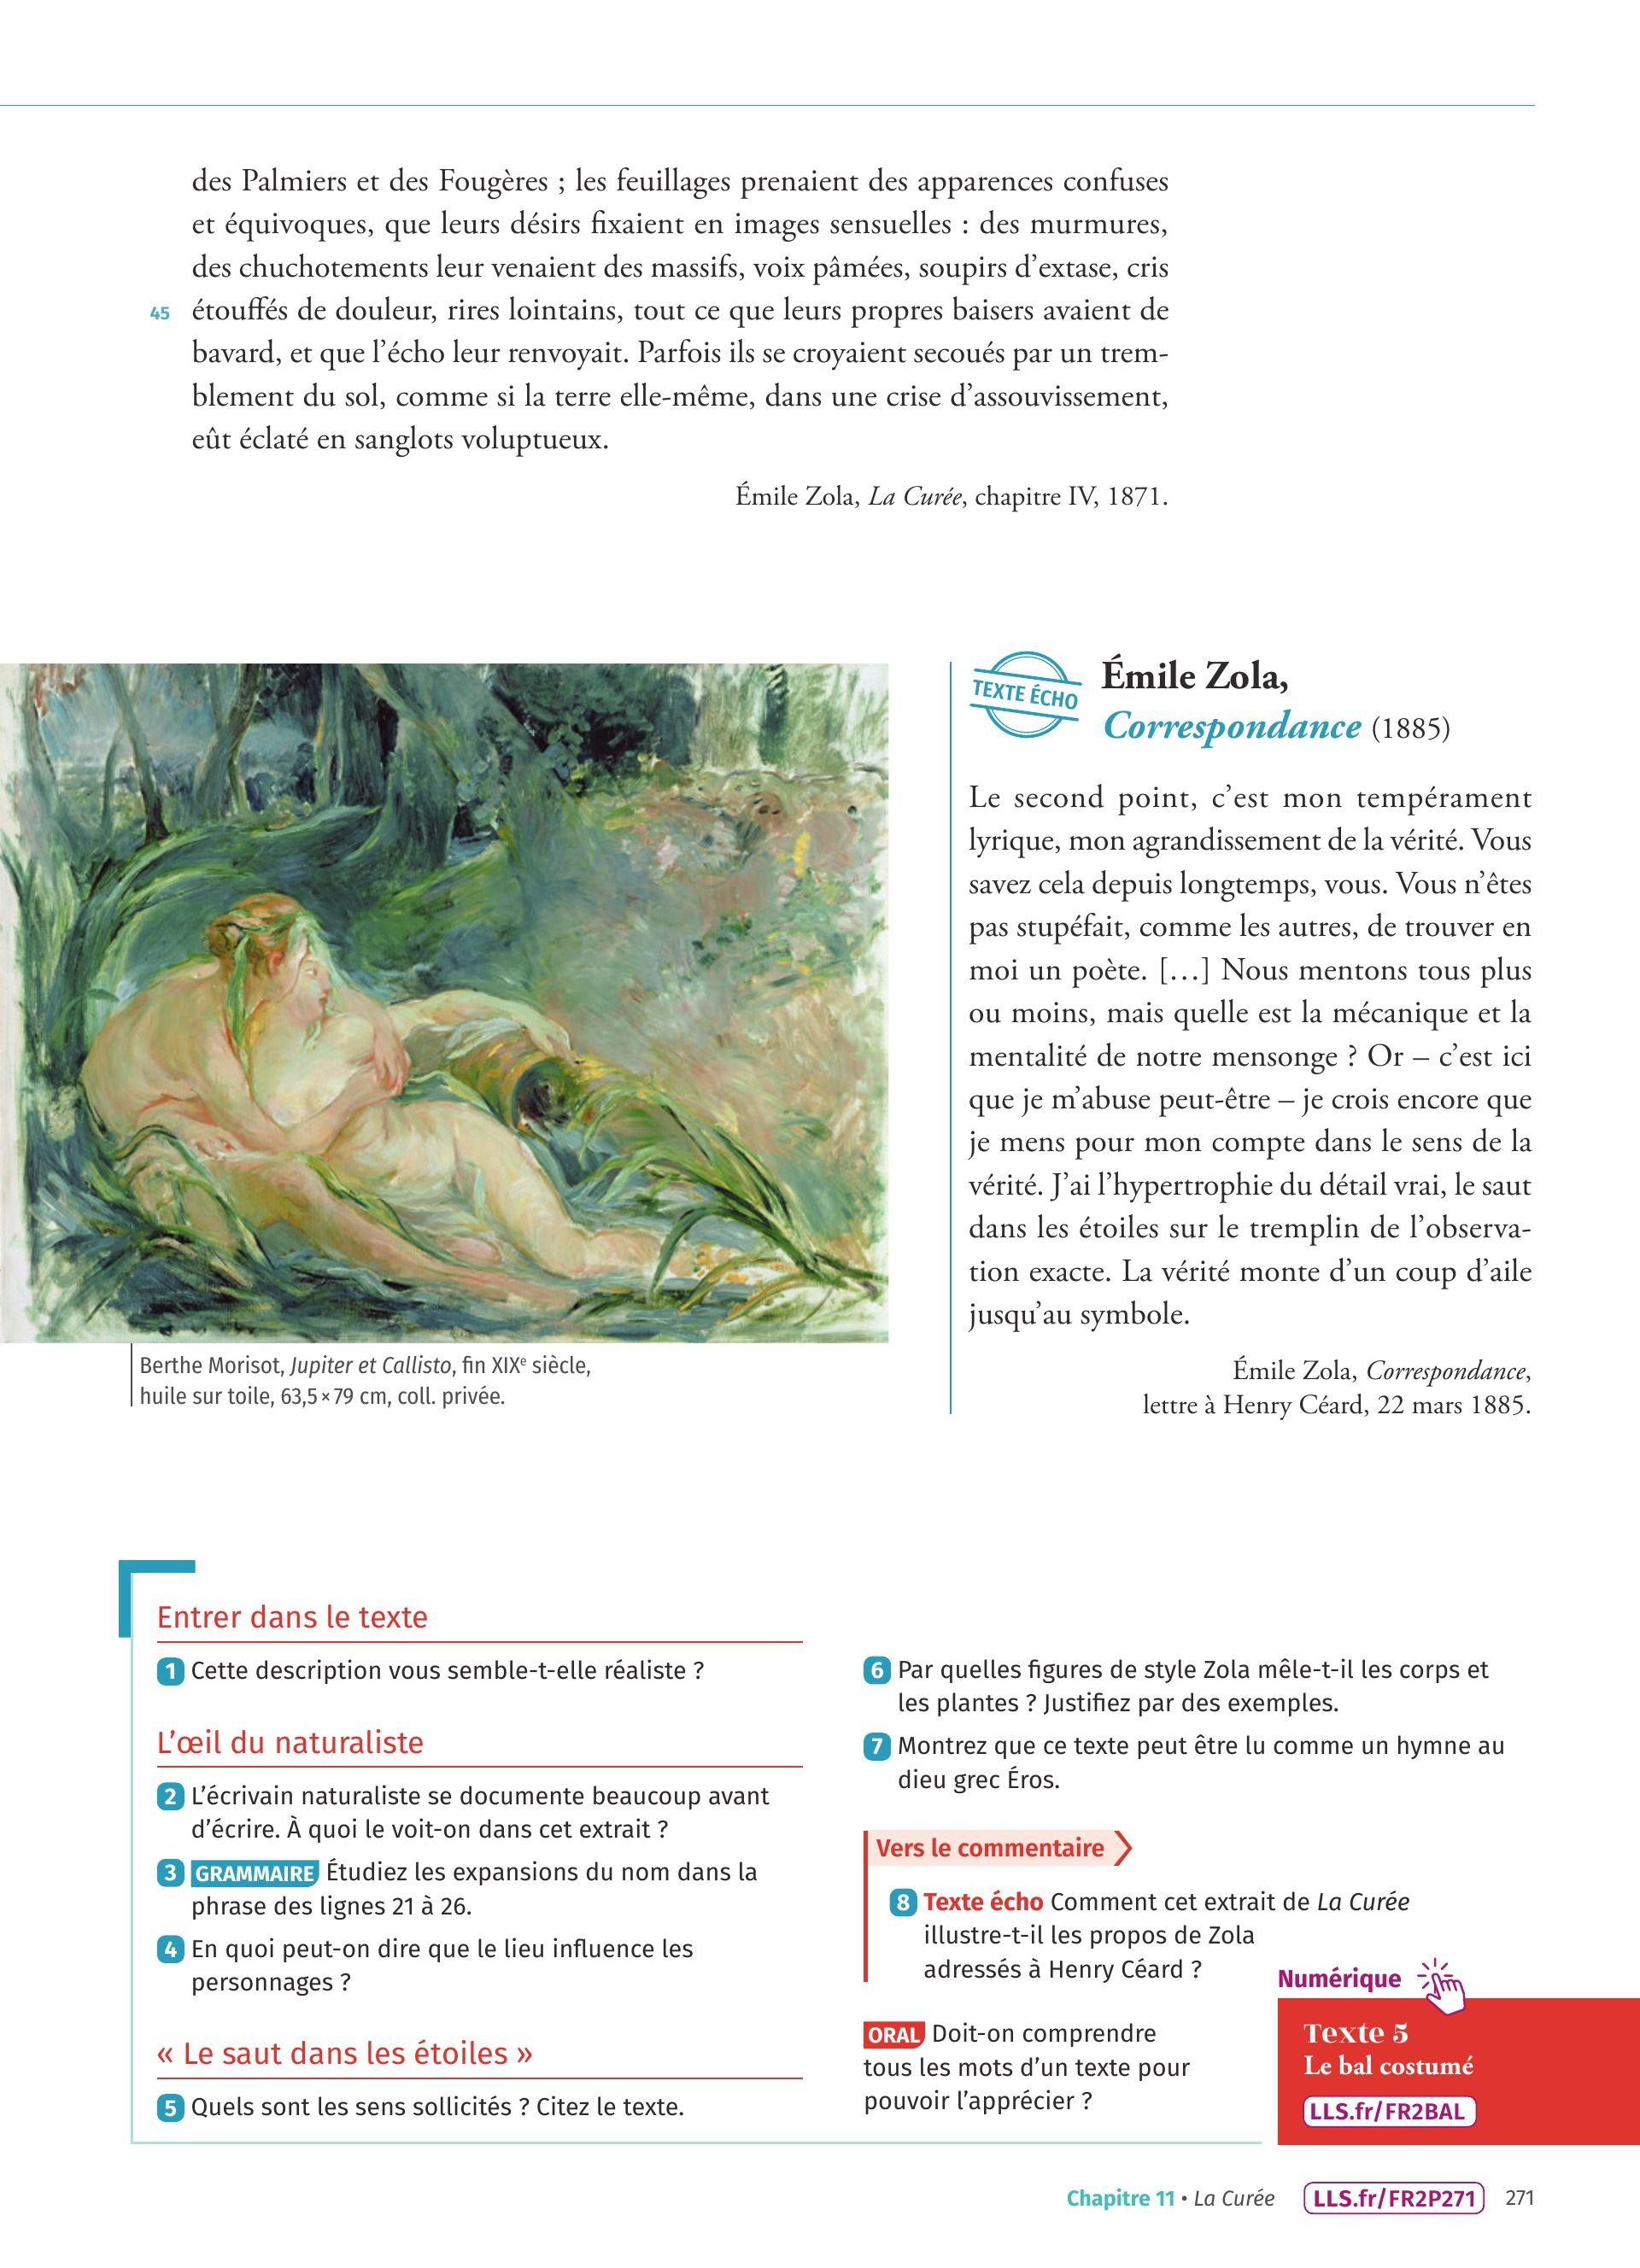 des Palmiers et des Fougères ; les feuillages prenaient des apparences confuses
et équivoques, que leurs désirs fixaient en images sensuelles : des murmures,
des chuchotements leur venaient des massifs, voix pâmées, soupirs d’extase, cris
45 étouffés de douleur, rires lointains, tout ce que leurs propres baisers avaient de
bavard, et que l’écho leur renvoyait. Parfois ils se croyaient secoués par un trem-
blement du sol, comme si la terre elle-même, dans une crise d’assouvissement,
eût éclaté en sanglots voluptueux.
Émile Zola, La Curée, chapitre IV, 1871.
Berthe Morisot, Jupiter et Callisto, fin XIXe siècle,
huile sur toile, 63,5 × 79 cm, coll. privée.
TEXTE ÉCHO
Émile Zola,
Correspondance (1885)
Le second point, c’est mon tempérament
lyrique, mon agrandissement de la vérité. Vous
savez cela depuis longtemps, vous. Vous n’êtes
pas stupéfait, comme les autres, de trouver en
moi un poète. […] Nous mentons tous plus
ou moins, mais quelle est la mécanique et la
mentalité de notre mensonge ? Or – c’est ici
que je m’abuse peut-être – je crois encore que
je mens pour mon compte dans le sens de la
vérité. J’ai l’hypertrophie du détail vrai, le saut
dans les étoiles sur le tremplin de l’observa-
tion exacte. La vérité monte d’un coup d’aile
jusqu’au symbole.
Émile Zola, Correspondance,
lettre à Henry Céard, 22 mars 1885.
Entrer dans le texte
1 Cette description vous semble-t-elle réaliste ?
L’œil du naturaliste
2 L’écrivain naturaliste se documente beaucoup avant
d’écrire. À quoi le voit-on dans cet extrait ?
3 GRAMMAIRE Étudiez les expansions du nom dans la
phrase des lignes 21 à 26.
4 En quoi peut-on dire que le lieu influence les
personnages ?
« Le saut dans les étoiles »
5 Quels sont les sens sollicités ? Citez le texte.
6 Par quelles figures de style Zola mêle-t-il les corps et
les plantes ? Justifiez par des exemples.
7 Montrez que ce texte peut être lu comme un hymne au
dieu grec Éros.
Vers le commentaire
8 Texte écho Comment cet extrait de La Curée
illustre-t-il les propos de Zola
adressés à Henry Céard ?
ORAL Doit-on comprendre
tous les mots d’un texte pour
pouvoir l’apprécier ?
Numérique
Texte 5
Le bal costumé
LLS.fr/FR2BAL
Chapitre 11 • La Curée LLS.fr/FR2P271 271